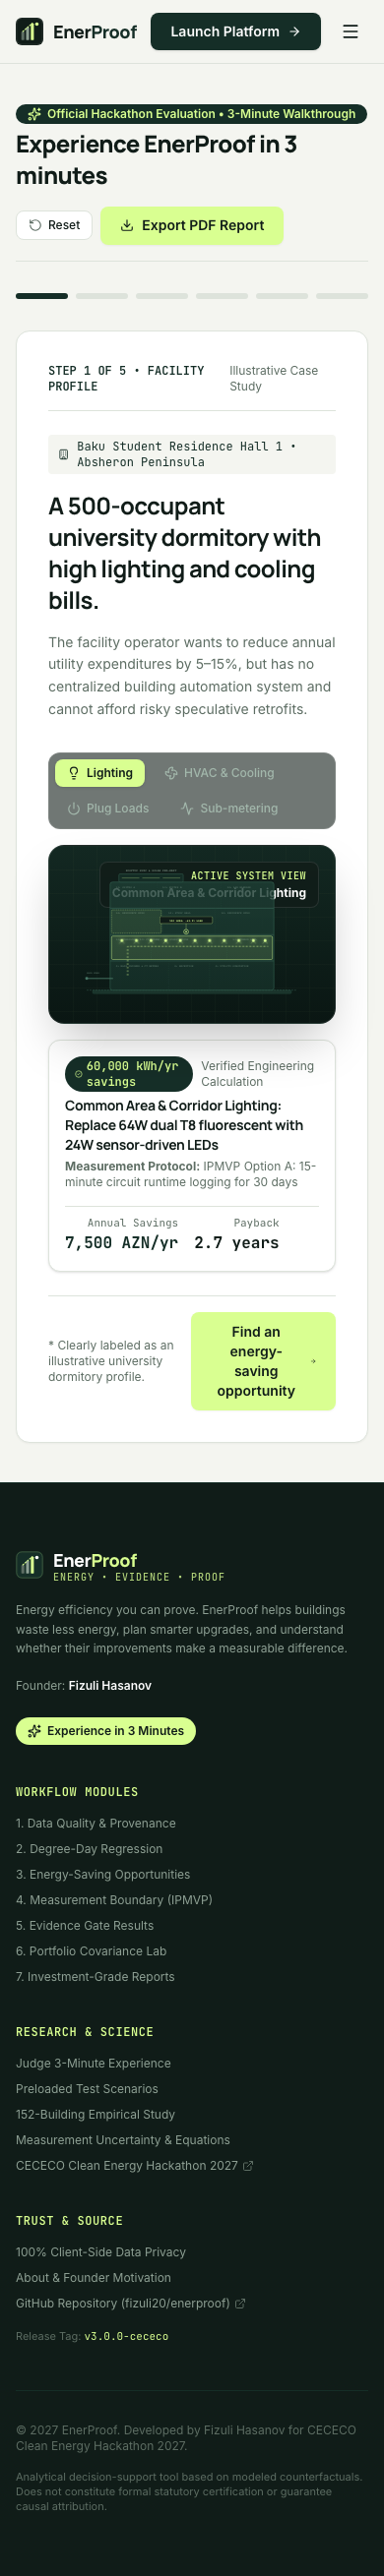 EnerProof
Launch Platform
Official Hackathon Evaluation • 3-Minute Walkthrough
Experience EnerProof in 3
minutes
Reset
Export PDF Report
STEP 1 OF 5 • FACILITY
PROFILE
Illustrative Case
Study
Baku Student Residence Hall 1 •
Absheron Peninsula
A 500-occupant
university dormitory with
high lighting and cooling
bills.
The facility operator wants to reduce annual
utility expenditures by 5–15%, but has no
centralized building automation system and
cannot afford risky speculative retrofits.
Lighting
HVAC & Cooling
Plug Loads
Sub-metering
ACTIVE SYSTEM VIEW
Common Area & Corridor Lighting
60,000 kWh/yr
savings
Verified Engineering
Calculation
Common Area & Corridor Lighting:
Replace 64W dual T8 fluorescent with
24W sensor-driven LEDs
Measurement Protocol: IPMVP Option A: 15-
minute circuit runtime logging for 30 days
Annual Savings
7,500 AZN/yr
Payback
2.7 years
* Clearly labeled as an
illustrative university
dormitory profile.
Find an
energy-
saving
opportunity
EnerProof
ENERGY • EVIDENCE • PROOF
Energy efficiency you can prove. EnerProof helps buildings
waste less energy, plan smarter upgrades, and understand
whether their improvements make a measurable difference.
Founder: Fizuli Hasanov
Experience in 3 Minutes
WORKFLOW MODULES
1. Data Quality & Provenance
2. Degree-Day Regression
3. Energy-Saving Opportunities
4. Measurement Boundary (IPMVP)
5. Evidence Gate Results
6. Portfolio Covariance Lab
7. Investment-Grade Reports
RESEARCH & SCIENCE
Judge 3-Minute Experience
Preloaded Test Scenarios
152-Building Empirical Study
Measurement Uncertainty & Equations
CECECO Clean Energy Hackathon 2027
TRUST & SOURCE
100% Client-Side Data Privacy
About & Founder Motivation
GitHub Repository (fizuli20/enerproof)
Release Tag: v3.0.0-cececo
© 2027 EnerProof. Developed by Fizuli Hasanov for CECECO
Clean Energy Hackathon 2027.
Analytical decision-support tool based on modeled counterfactuals.
Does not constitute formal statutory certification or guarantee
causal attribution.